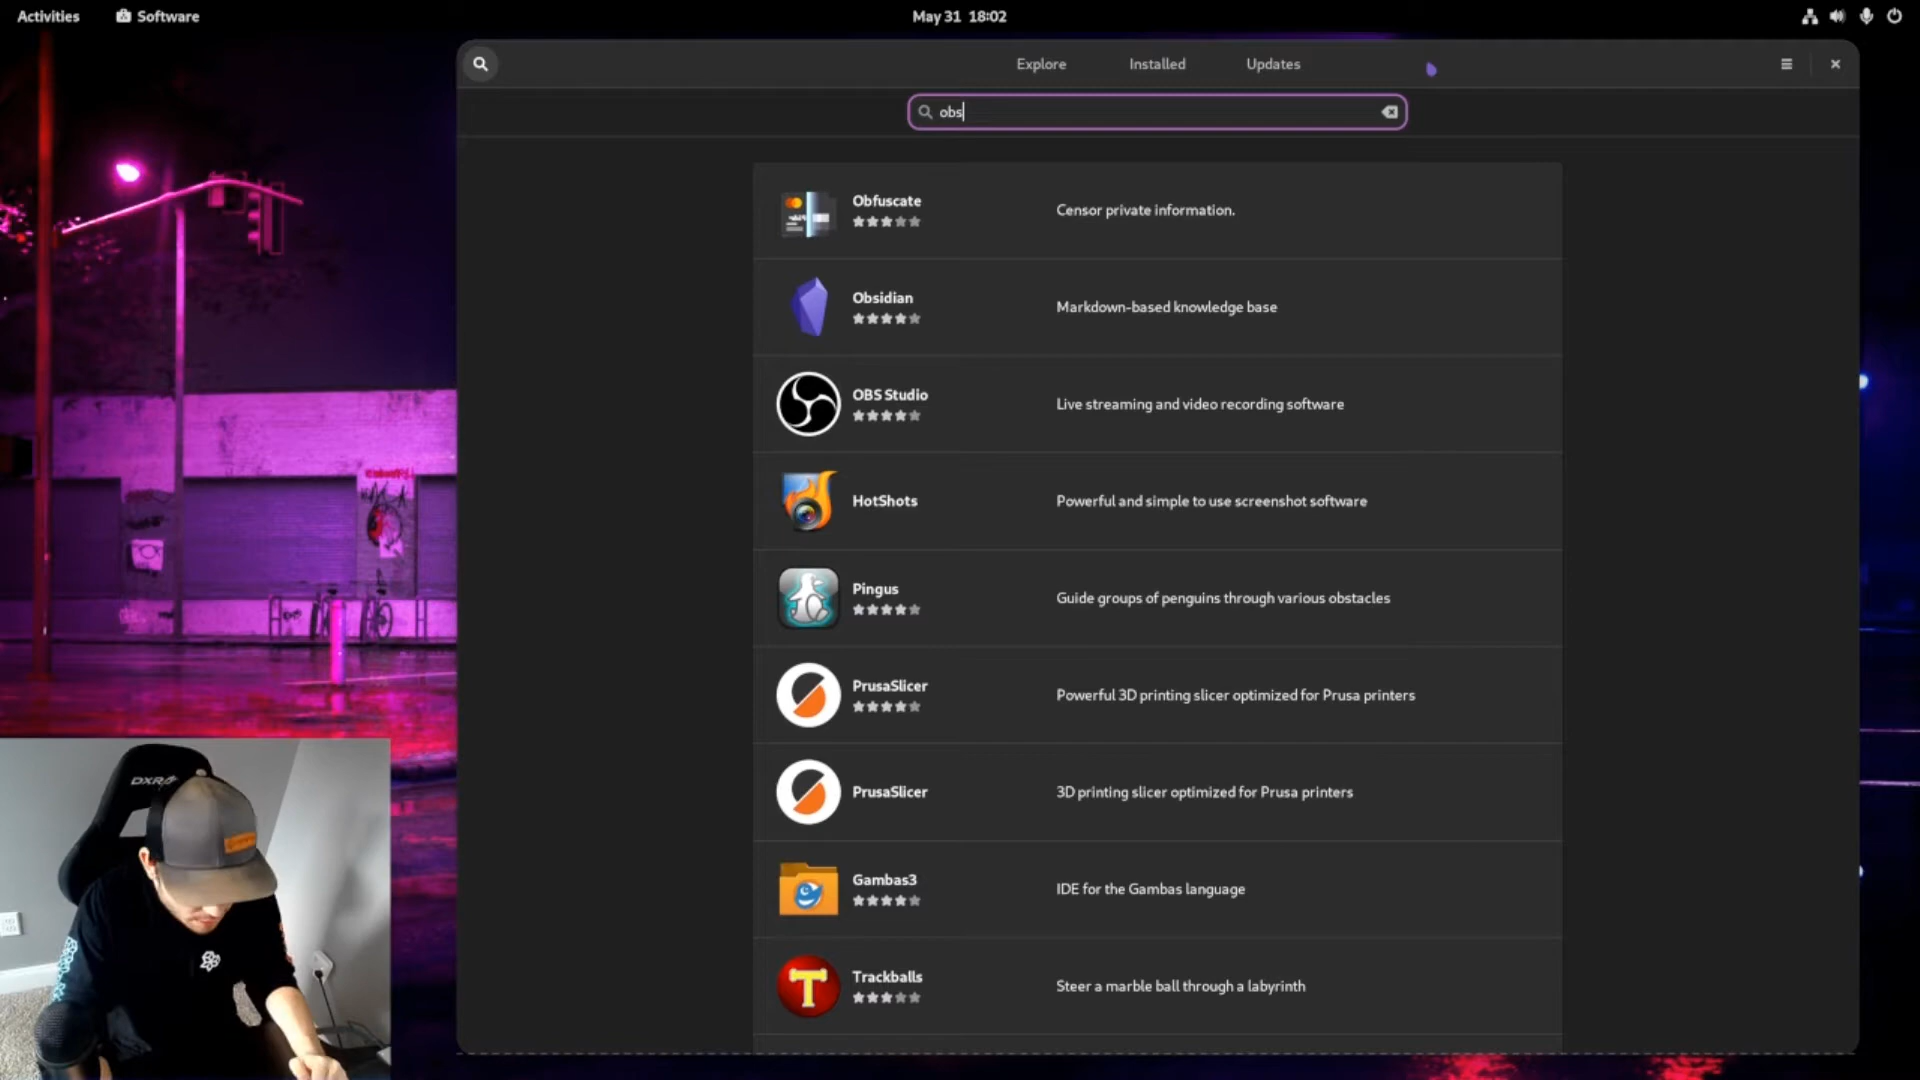 Activities
Software
May 31 18:02
Explore
Installed
Updates
obs
Obfuscate
Censor private information.
Obsidian
Markdown-based knowledge base
OBS Studio
Live streaming and video recording software
HotShots
Powerful and simple to use screenshot software
Pingus
Guide groups of penguins through various obstacles
PrusaSlicer
Powerful 3D printing slicer optimized for Prusa printers
PrusaSlicer
3D printing slicer optimized for Prusa printers
Gambas3
IDE for the Gambas language
T
Trackballs
Steer a marble ball through a labyrinth
DXR